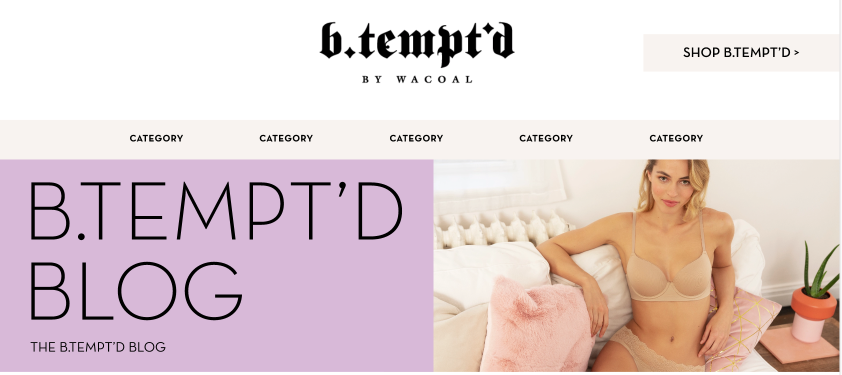 b.tempt'd
BY WACOAL
SHOP B.TEMPT'D >
CATEGORY CATEGORY CATEGORY CATEGORY CATEGORY
B.TEMPT'D
BLOG
THE B.TEMPT'D BLOG